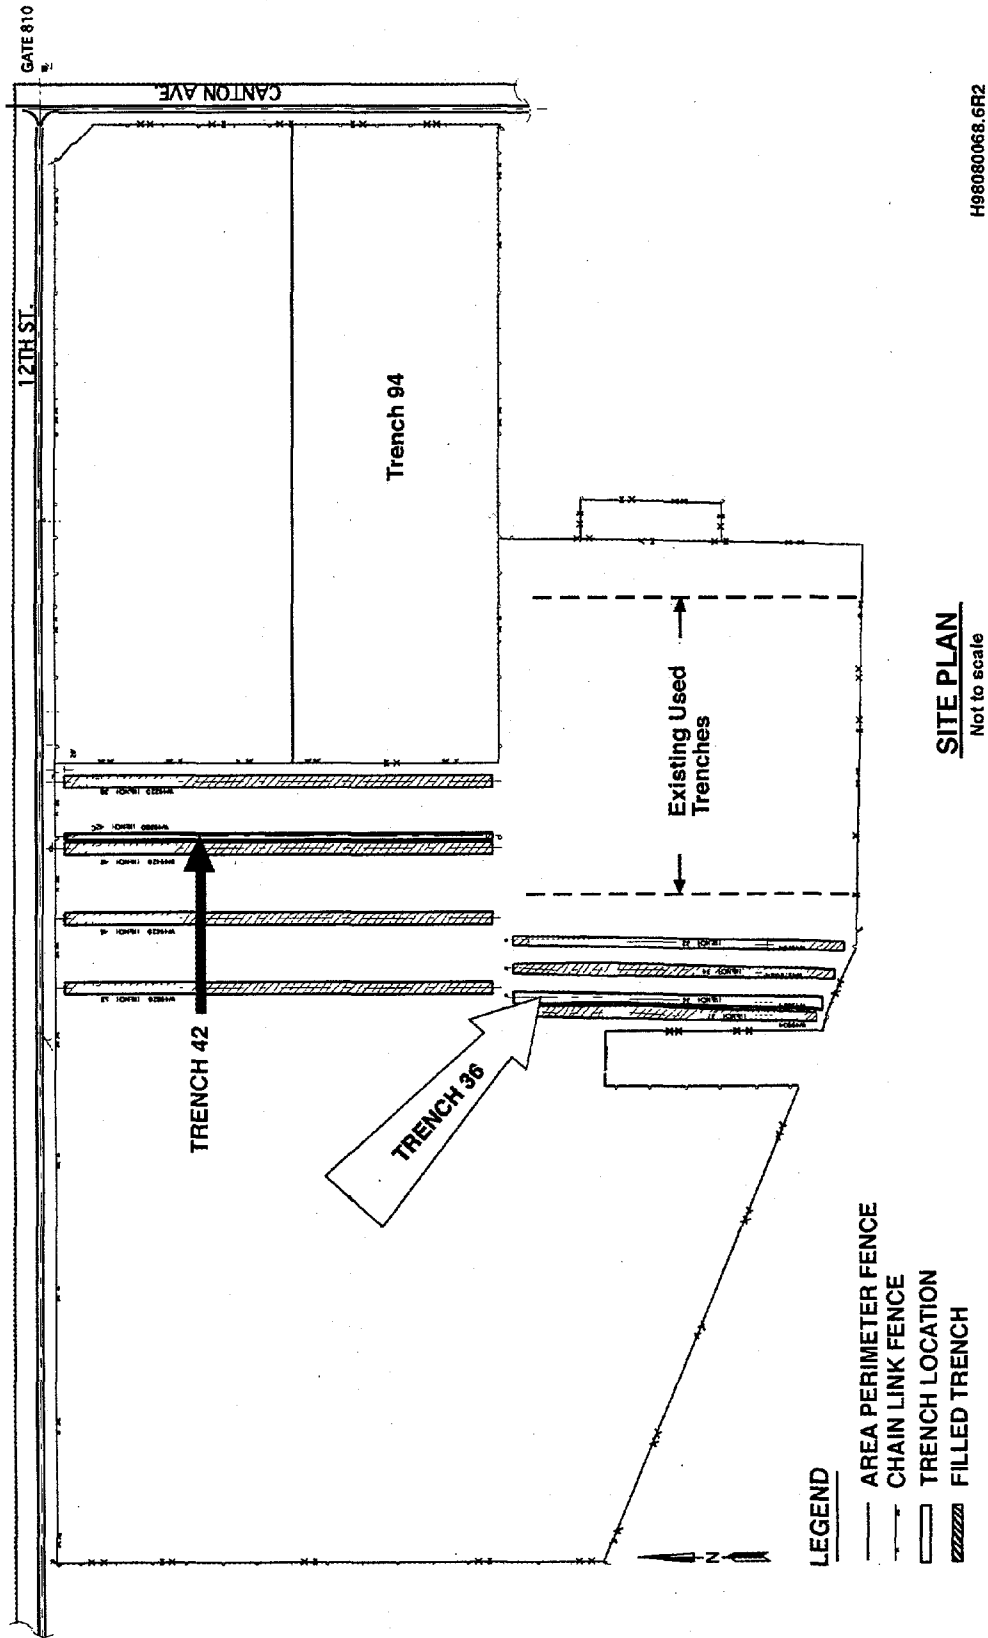 GATE 810
12TH ST.
CANTON AVE.
Trench 94
TRENCH 42
TRENCH 36
Existing Used
Trenches
N
LEGEND
AREA PERIMETER FENCE
CHAIN LINK FENCE
TRENCH LOCATION
FILLED TRENCH
SITE PLAN
Not to scale
H98080068.6R2